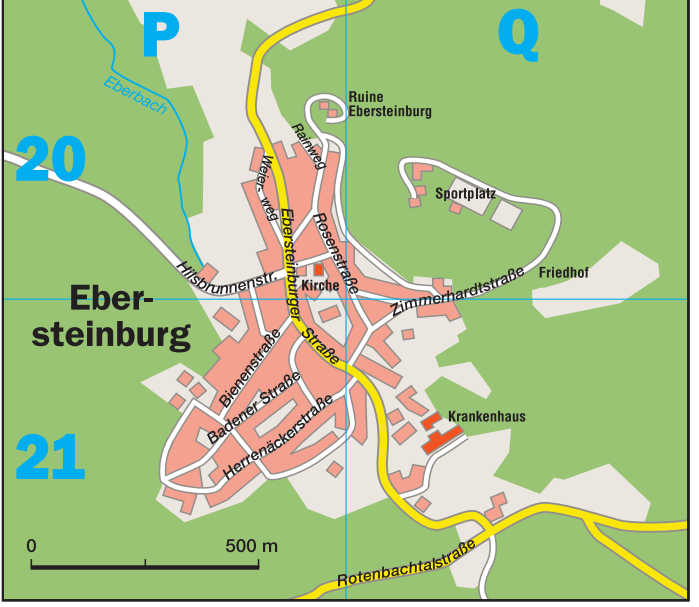 P
Q
Eberbach
Ruine
Ebersteinburg
20
Rainweg
Weier-
weg
Sportplatz
Ebersteinburger Straße
Rosenstraße
Hilsbrunnenstr.
Kirche
Zimmerhardtstraße
Friedhof
Eber-
steinburg
Bienenstraße
Badener Straße
Herrenäckerstraße
Krankenhaus
21
0
500 m
Rotenbachtalstraße